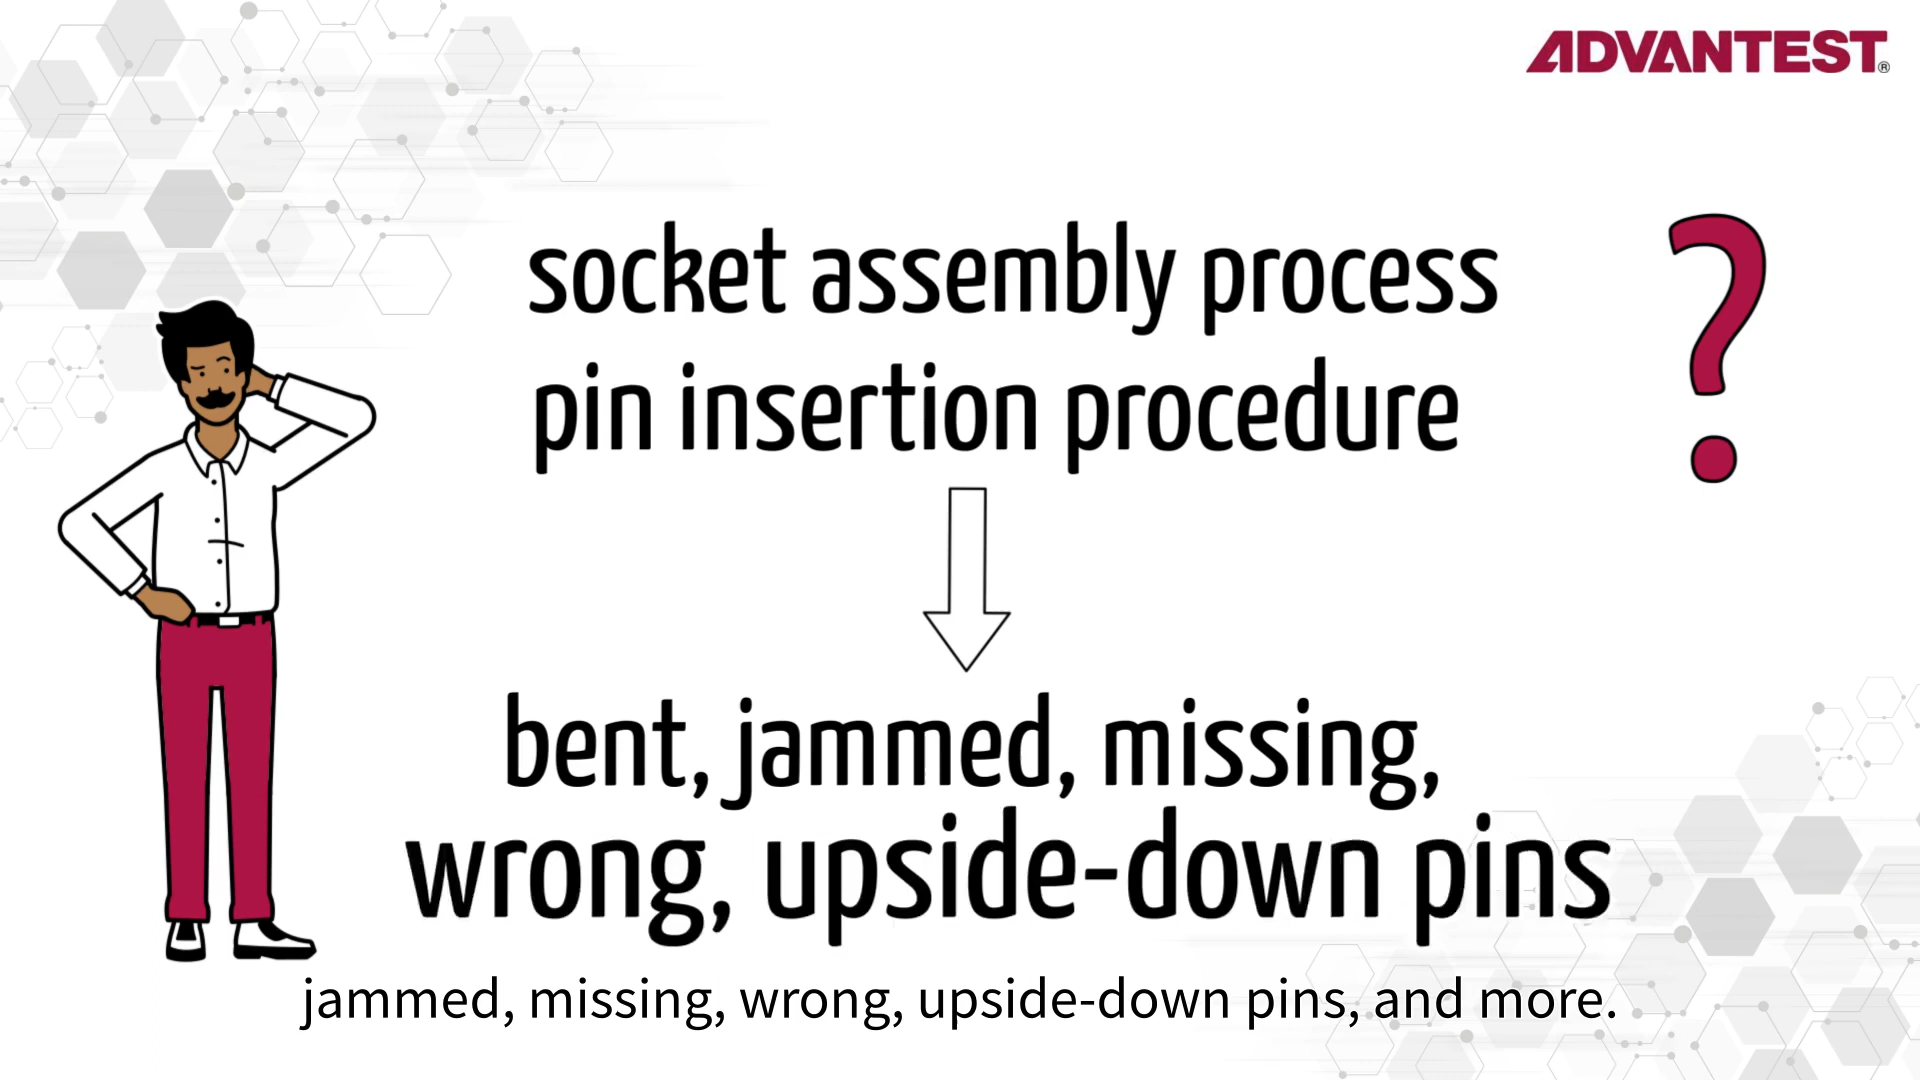 ADVANTEST®
socket assembly process
?
pin insertion procedure
bent, jammed, missing,
wrong, upside-down pins
jammed, missing, wrong, upside-down pins, and more.